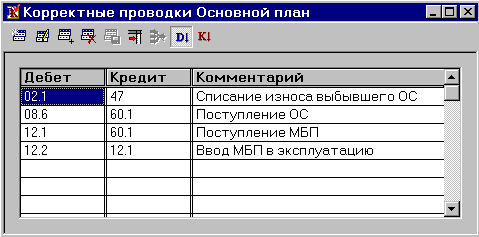 Корректные проводки Основной план
D↓ K↓
Дебет Кредит Комментарий
02.1 47 Списание износа выбывшего ОС
08.6 60.1 Поступление ОС
12.1 60.1 Поступление МБП
12.2 12.1 Ввод МБП в эксплуатацию